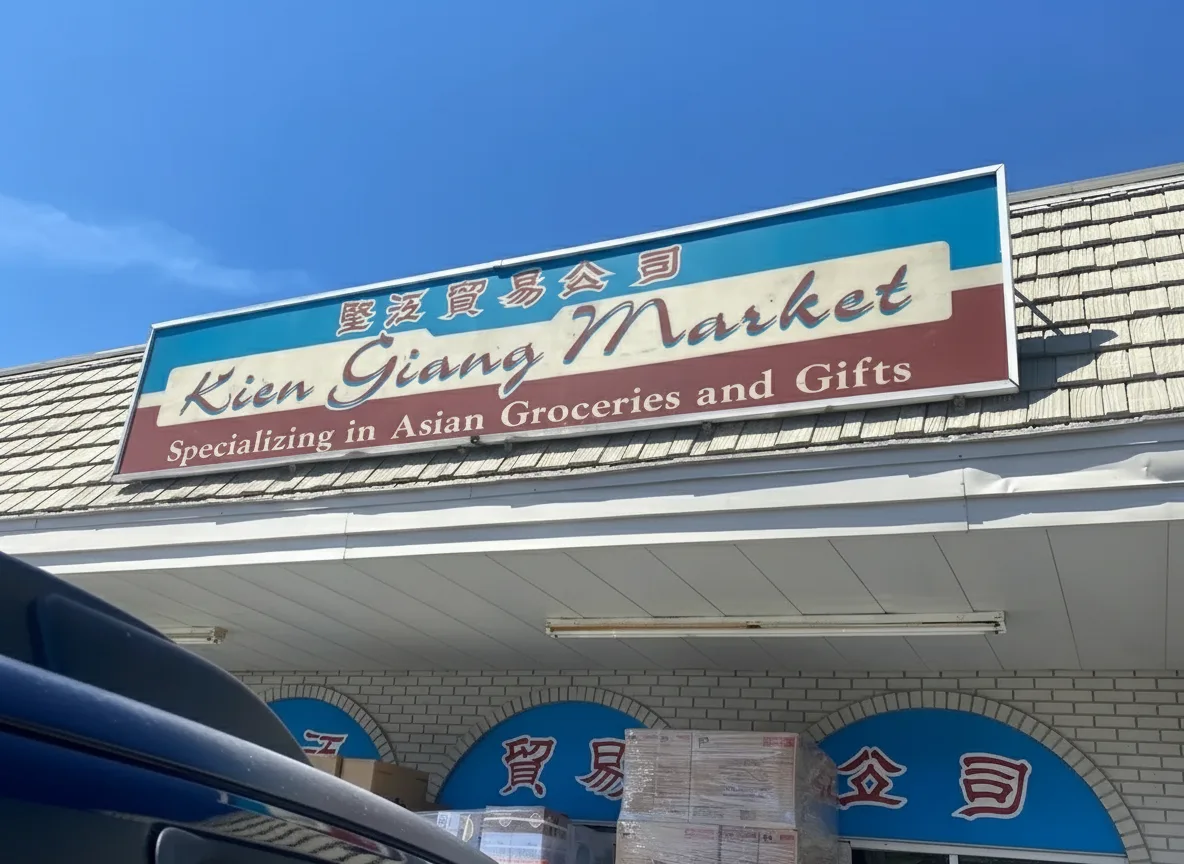 堅江貿易公司
Kien Giang Market
Specializing in Asian Groceries and Gifts
江 貿易 公司